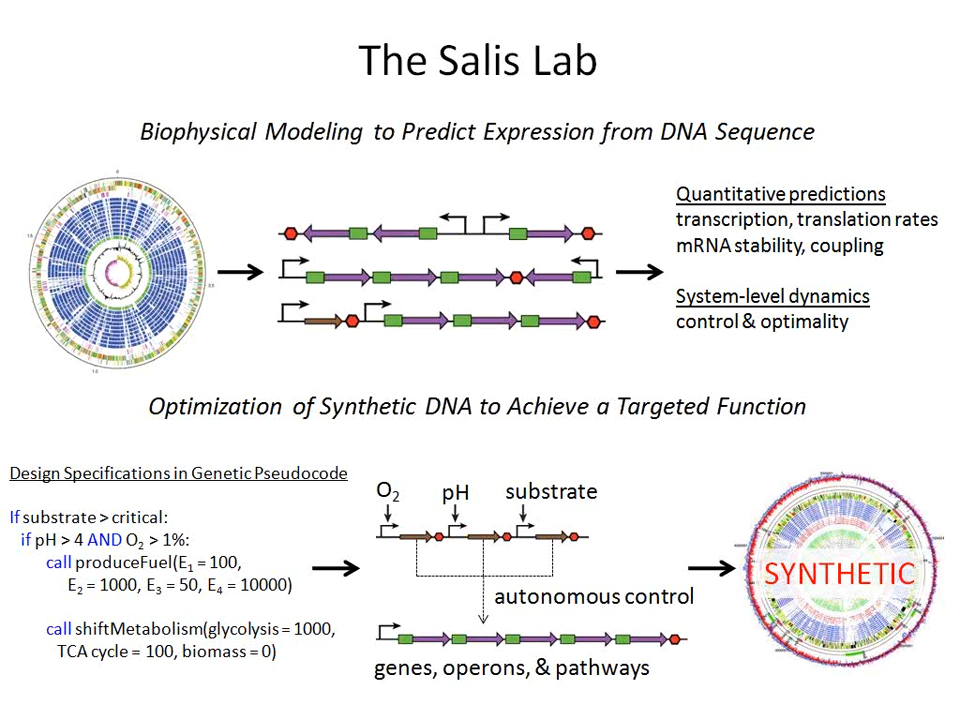 The Salis Lab
Biophysical Modeling to Predict Expression from DNA Sequence
Quantitative predictions
transcription, translation rates
mRNA stability, coupling
System-level dynamics
control & optimality
Optimization of Synthetic DNA to Achieve a Targeted Function
Design Specifications in Genetic Pseudocode
If substrate > critical:
if pH > 4 AND O₂ > 1%:
call produceFuel(E₁ = 100,
E₂ = 1000, E₃ = 50, E₄ = 10000)
call shiftMetabolism(glycolysis = 1000,
TCA cycle = 100, biomass = 0)
O₂ pH substrate
autonomous control
genes, operons, & pathways
SYNTHETIC